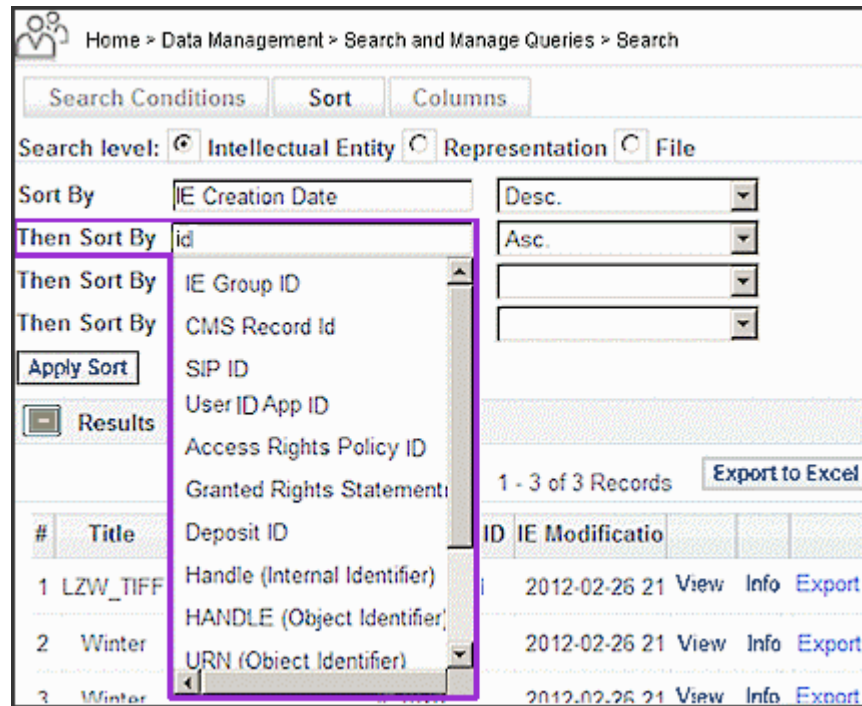 Home > Data Management > Search and Manage Queries > Search
Search Conditions Sort Columns
Search level: Intellectual Entity Representation File
Sort By IE Creation Date Desc.
Then Sort By id Asc.
Then Sort By
Then Sort By
IE Group ID
CMS Record Id
SIP ID
User ID App ID
Access Rights Policy ID
Granted Rights Statement
Deposit ID
Handle (Internal Identifier)
HANDLE (Object Identifier)
URN (Object Identifier)
Apply Sort
Results
1 - 3 of 3 Records Export to Excel
# Title ID IE Modificatio
1 LZW_TIFF 2012-02-26 21 View Info Export
2 Winter 2012-02-26 21 View Info Export
3 Winter 2012-02-26 21 View Info Export